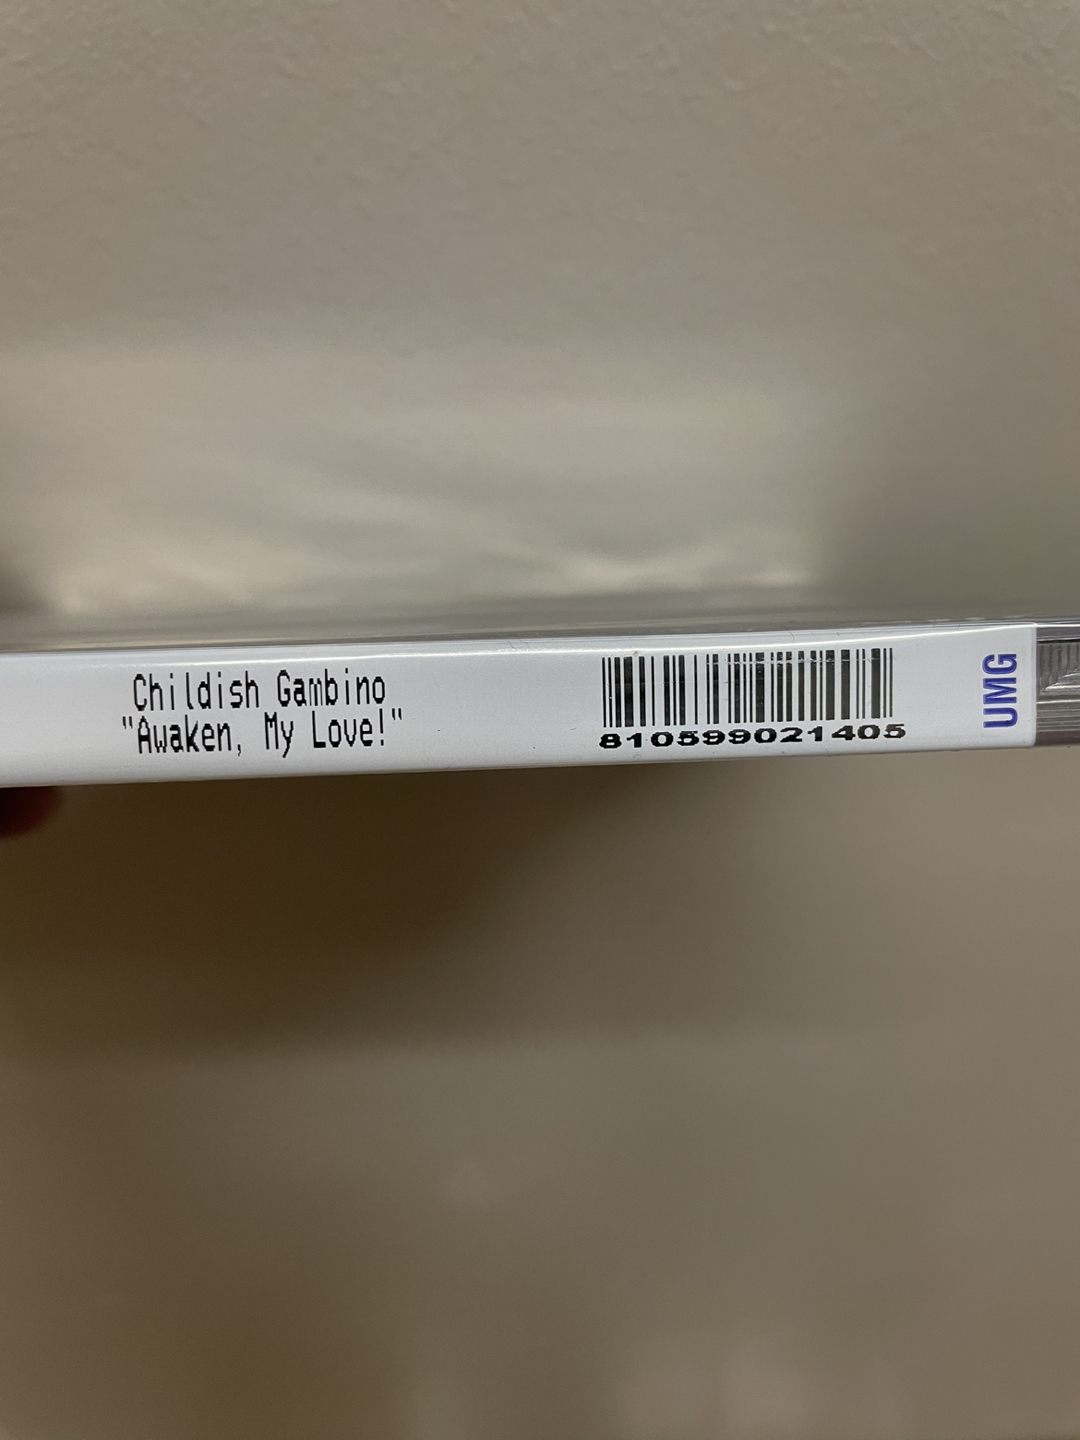 Childish Gambino
"Awaken, My Love!"
810599021405
UMG